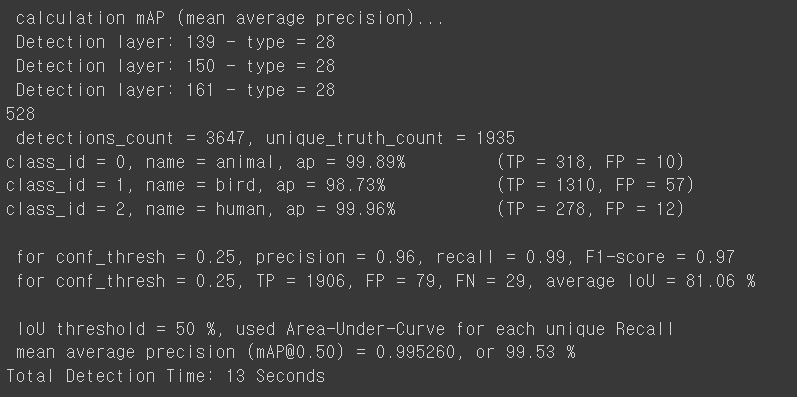 calculation mAP (mean average precision)...
Detection layer: 139 - type = 28
Detection layer: 150 - type = 28
Detection layer: 161 - type = 28
528
detections_count = 3647, unique_truth_count = 1935
class_id = 0, name = animal, ap = 99.89% (TP = 318, FP = 10)
class_id = 1, name = bird, ap = 98.73% (TP = 1310, FP = 57)
class_id = 2, name = human, ap = 99.96% (TP = 278, FP = 12)
for conf_thresh = 0.25, precision = 0.96, recall = 0.99, F1-score = 0.97
for conf_thresh = 0.25, TP = 1906, FP = 79, FN = 29, average IoU = 81.06 %
IoU threshold = 50 %, used Area-Under-Curve for each unique Recall
mean average precision (mAP@0.50) = 0.995260, or 99.53 %
Total Detection Time: 13 Seconds